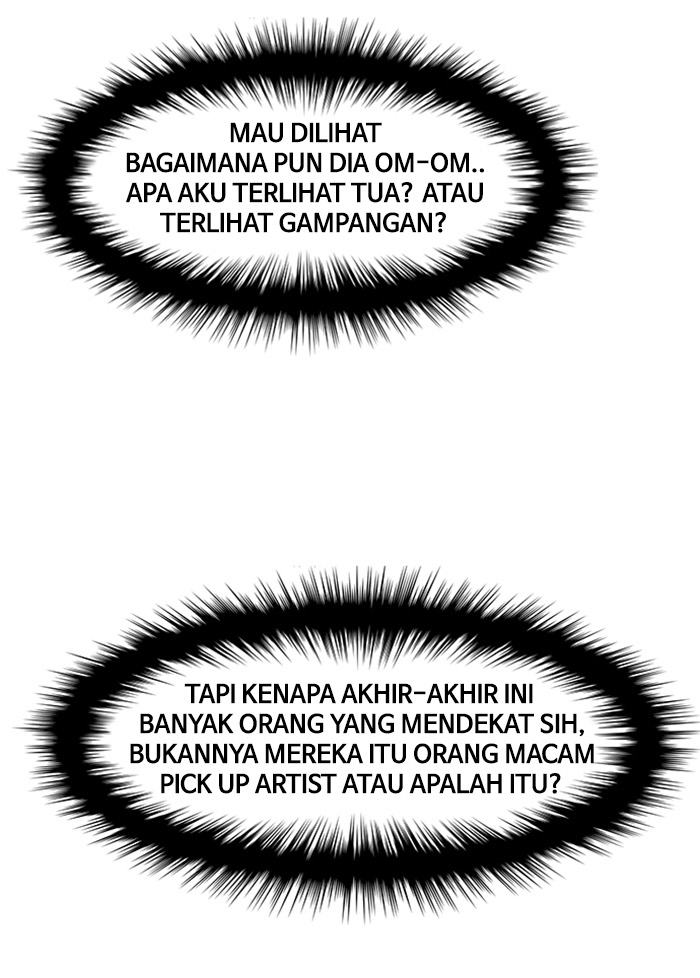 MAU DILIHAT
BAGAIMANA PUN DIA OM-OM..
APA AKU TERLIHAT TUA? ATAU
TERLIHAT GAMPANGAN?
TAPI KENAPA AKHIR-AKHIR INI
BANYAK ORANG YANG MENDEKAT SIH,
BUKANNYA MEREKA ITU ORANG MACAM
PICK UP ARTIST ATAU APALAH ITU?